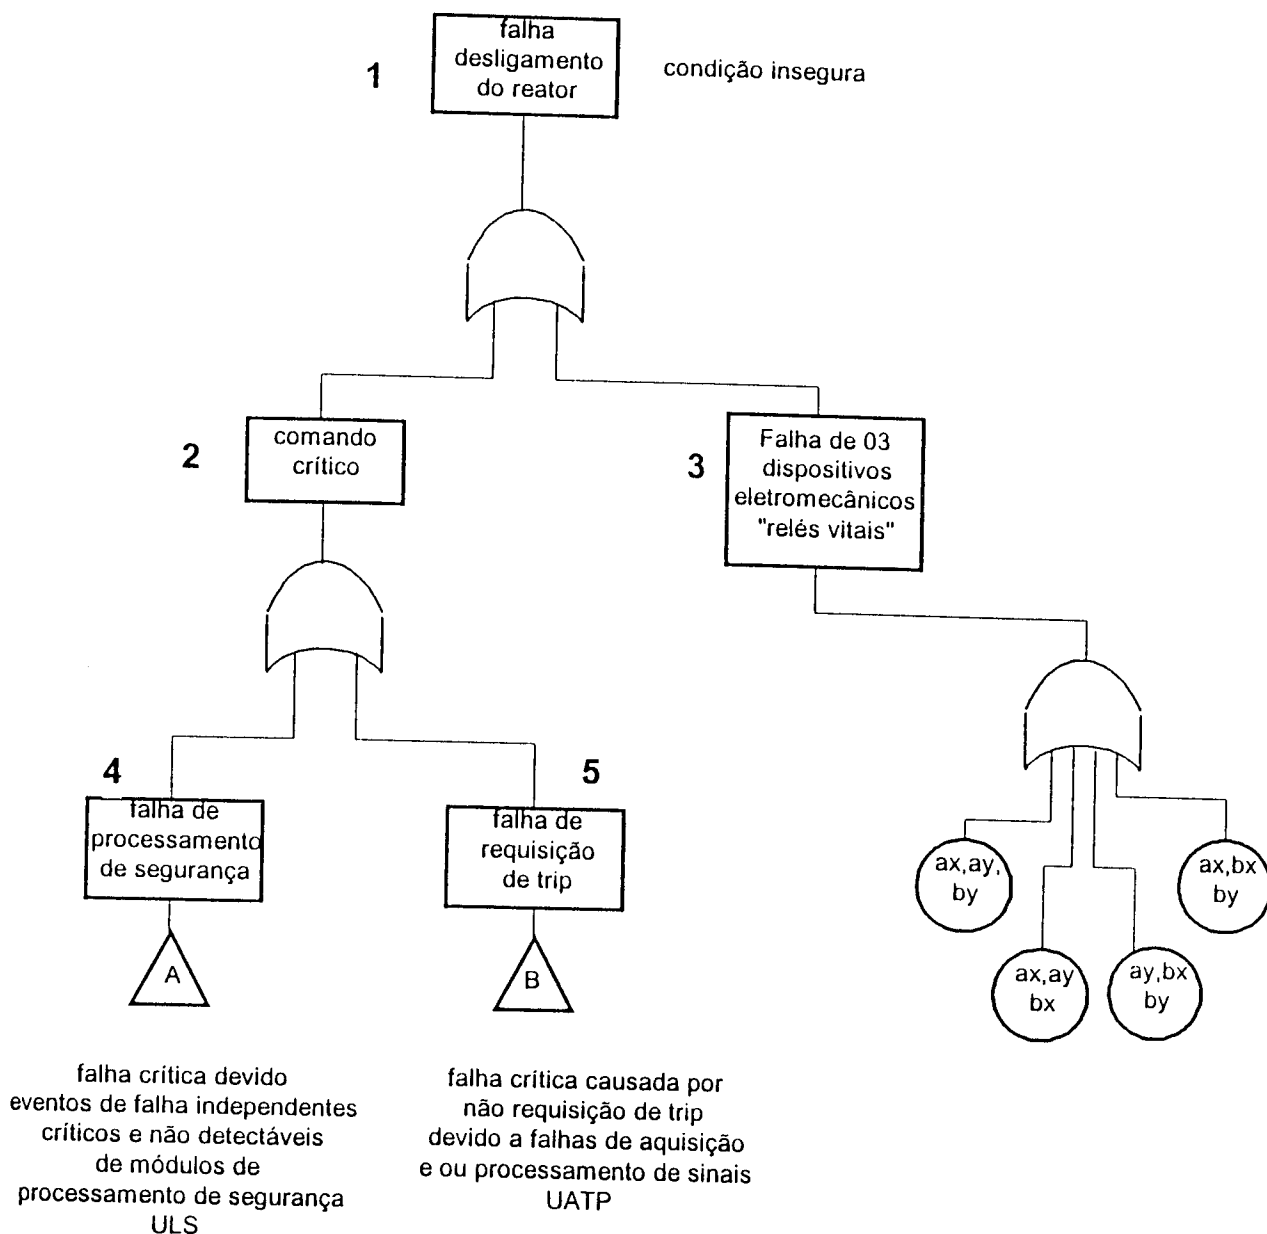 falha
desligamento
do reator
1
condição insegura
2
comando
crítico
3
Falha de 03
dispositivos
eletromecânicos
"relés vitais"
4
falha de
processamento
de segurança
A
falha crítica devido
eventos de falha independentes
críticos e não detectáveis
de módulos de
processamento de segurança
ULS
5
falha de
requisição
de trip
B
falha crítica causada por
não requisição de trip
devido a falhas de aquisição
e ou processamento de sinais
UATP
ax,ay,
by
ax,ay
bx
ay,bx
by
ax,bx
by